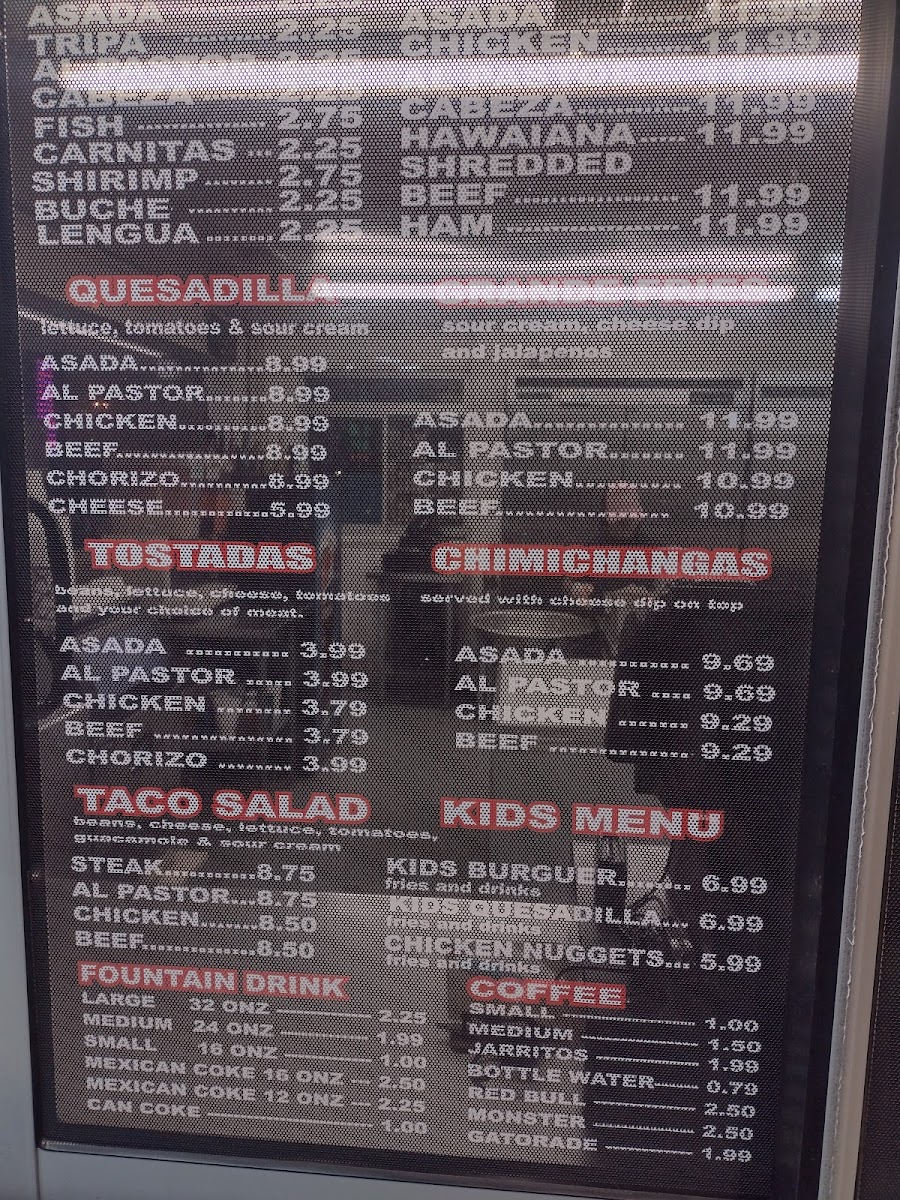 ASADA 2.25
TRIPA 2.25
CABEZA 2.25
FISH 2.75
CARNITAS 2.25
SHIRIMP 2.75
BUCHE 2.25
LENGUA 2.25
QUESADILLA
lettuce, tomatoes & sour cream
ASADA 8.99
AL PASTOR 8.99
CHICKEN 8.99
BEEF 8.99
CHORIZO 8.99
CHEESE 5.99
TOSTADAS
beans, lettuce, cheese, tomatoes
and your choice of meat.
ASADA 3.99
AL PASTOR 3.99
CHICKEN 3.79
BEEF 3.79
CHORIZO 3.99
TACO SALAD
beans, cheese, lettuce, tomatoes,
guacamole & sour cream
STEAK 8.75
AL PASTOR 8.75
CHICKEN 8.50
BEEF 8.50
FOUNTAIN DRINK
LARGE 32 ONZ 2.25
MEDIUM 24 ONZ 1.99
SMALL 16 ONZ 1.00
MEXICAN COKE 16 ONZ 2.50
MEXICAN COKE 12 ONZ 2.25
CAN COKE 1.00
ASADA 11.99
CHICKEN 11.99
CABEZA 11.99
HAWAIANA 11.99
SHREDDED
BEEF 11.99
HAM 11.99
FRIES
sour cream, cheese dip
and jalapenos
ASADA 11.99
AL PASTOR 11.99
CHICKEN 10.99
BEEF 10.99
CHIMICHANGAS
served with cheese dip on top
ASADA 9.69
AL PASTOR 9.69
CHICKEN 9.29
BEEF 9.29
KIDS MENU
KIDS BURGUER 6.99
fries and drinks
KIDS QUESADILLA 6.99
fries and drinks
CHICKEN NUGGETS 5.99
fries and drinks
COFFEE
SMALL 1.00
MEDIUM 1.50
JARRITOS 1.99
BOTTLE WATER 0.79
RED BULL 2.50
MONSTER 2.50
GATORADE 1.99